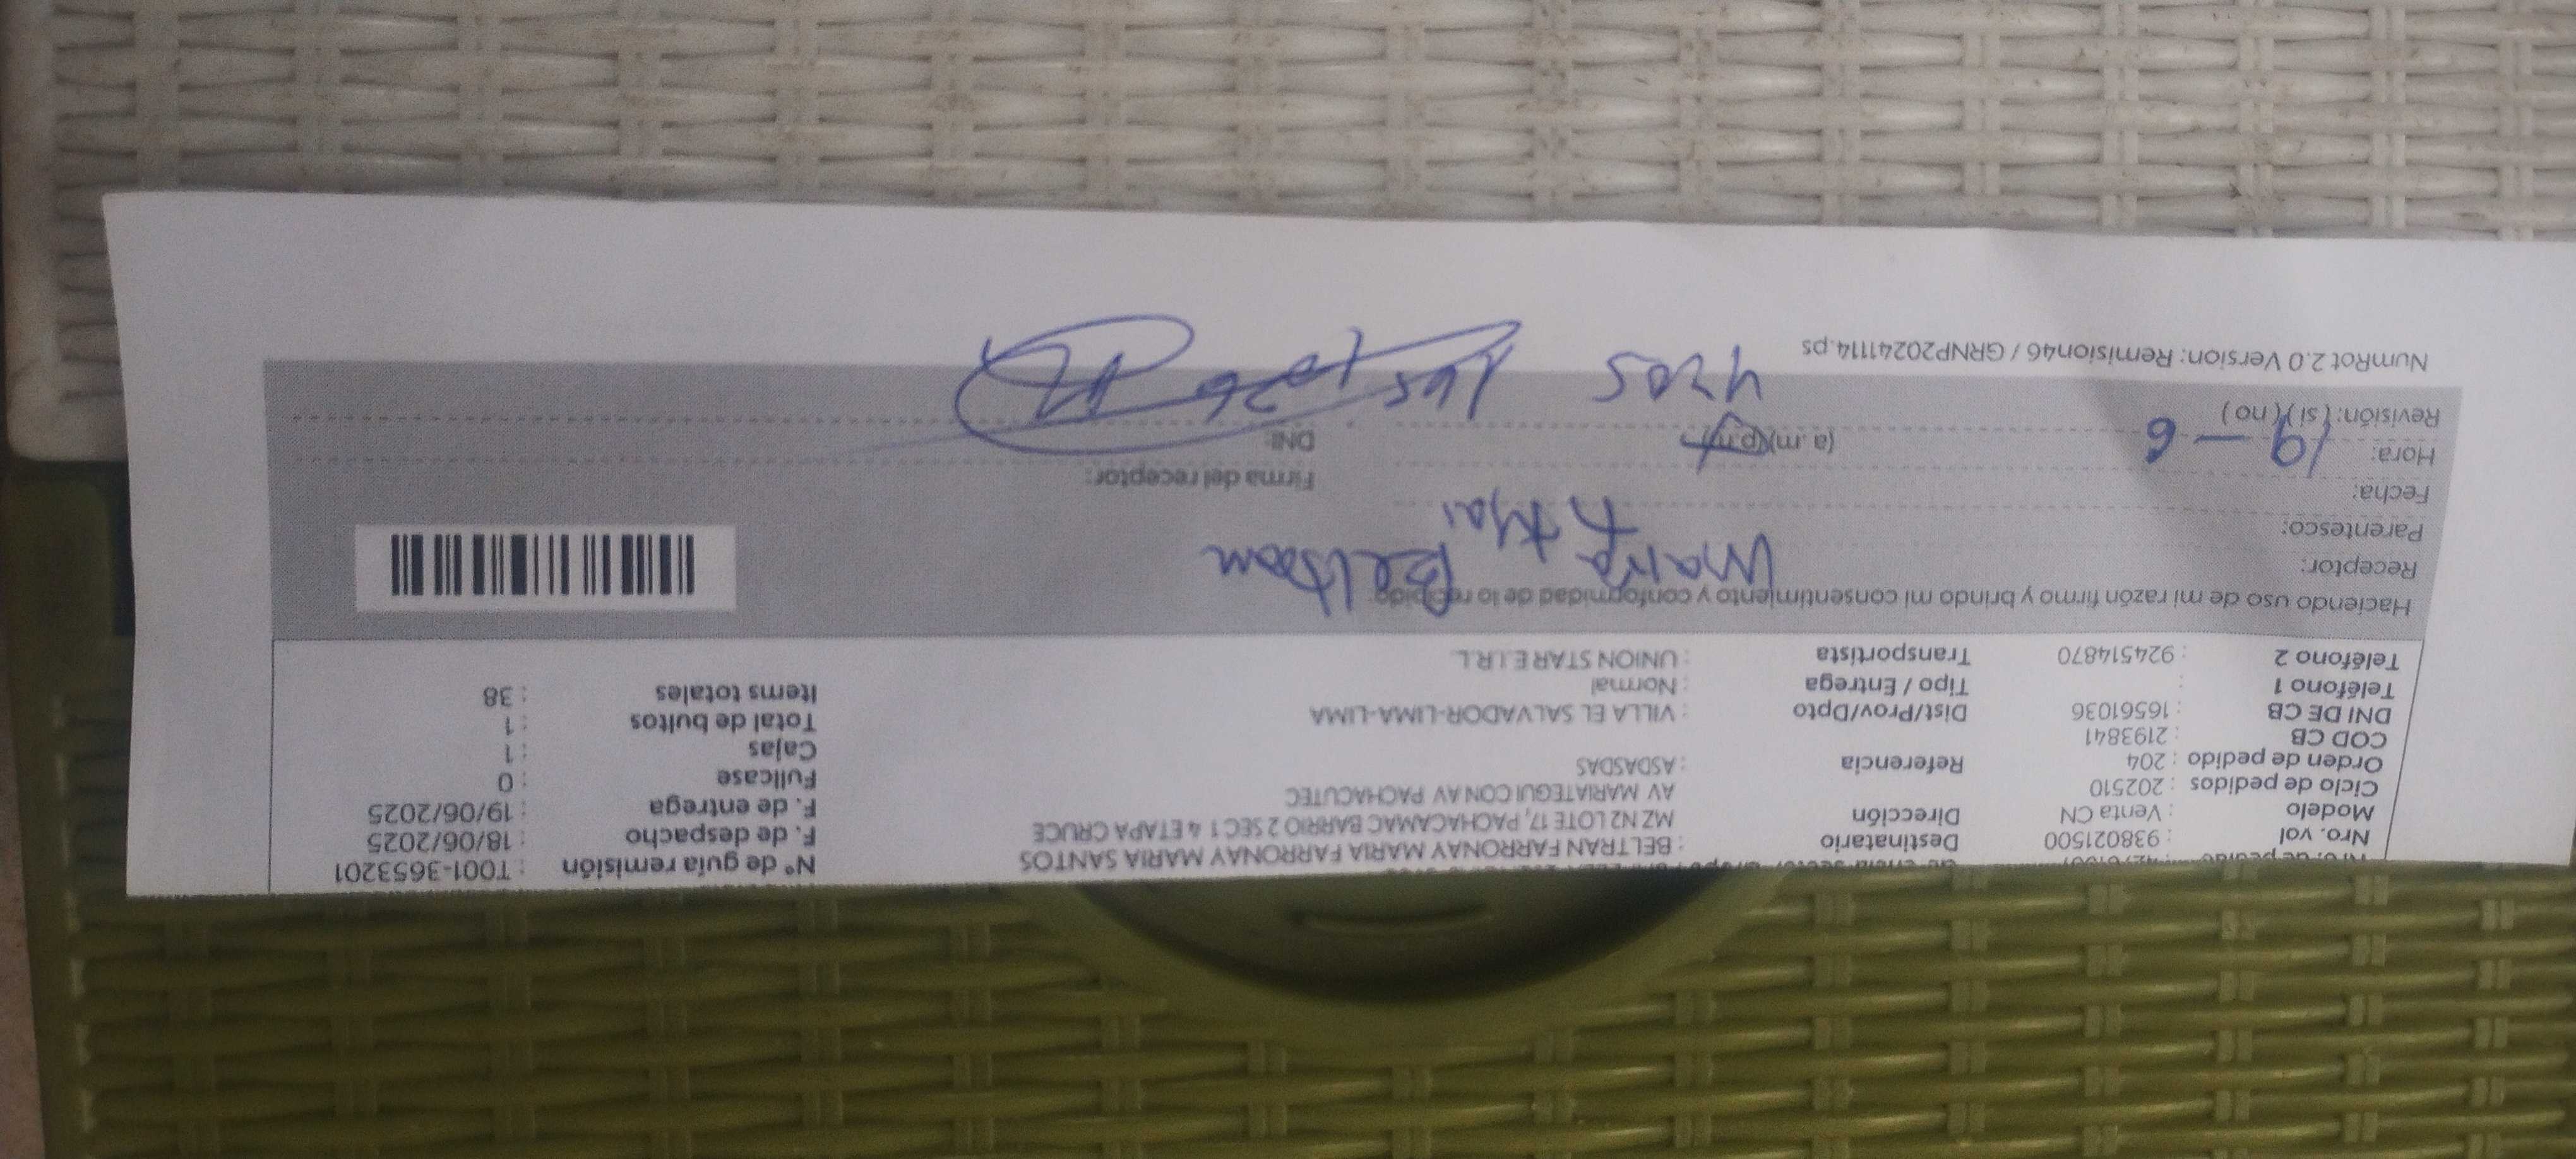 Nro. vol : 938021500
Modelo : Venta CN
Ciclo de pedidos : 202510
Orden de pedido : 204
COD CB : 2193841
DNI DE CB : 16561036
Teléfono 1 :
Teléfono 2 : 924514870
Destinatario : BELTRAN FARRONAY MARIA FARRONAY MARIA SANTOS
Dirección MZ N2 LOTE 17, PACHACAMAC BARRIO 2 SEC 1 4 ETAPA CRUCE
AV MARIATEGUI CON AV PACHACUTEC
Referencia : ASDASDAS
Dist/Prov/Dpto : VILLA EL SALVADOR-LIMA-LIMA
Tipo / Entrega : Normal
Transportista : UNION STAR E.I.R.L.
N° de guía remisión : T001-3653201
F. de despacho : 18/06/2025
F. de entrega : 19/06/2025
Fullcase : 0
Cajas : 1
Total de bultos : 1
Items totales : 38
Haciendo uso de mi razón firmo y brindo mi consentimiento y conformidad de lo recibido.
Receptor: Maria Beltran
Parentesco:
Fecha: 19-6
Hora: (a.m)(p.m)
Revisión: (si)(no)
Firma del receptor:
DNI:
NumRot 2.0 Version: Remision46 / GRNP20241114.ps